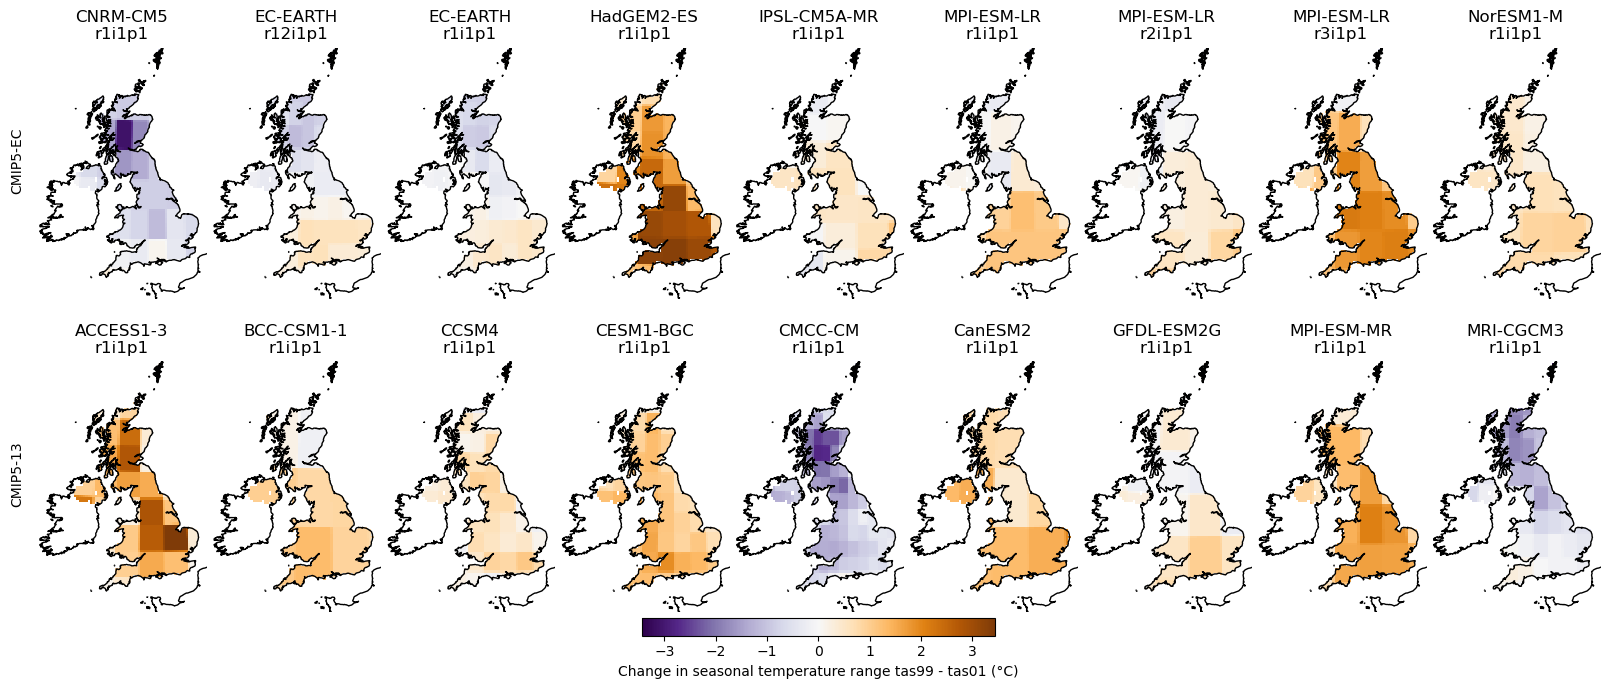 CNRM-CM5 EC-EARTH EC-EARTH HadGEM2-ES IPSL-CM5A-MR MPI-ESM-LR MPI-ESM-LR MPI-ESM-LR NorESM1-M
r1i1p1 r12i1p1 r1i1p1 r1i1p1 r1i1p1 r1i1p1 r2i1p1 r3i1p1 r1i1p1
CMIP5-EC
ACCESS1-3 BCC-CSM1-1 CCSM4 CESM1-BGC CMCC-CM CanESM2 GFDL-ESM2G MPI-ESM-MR MRI-CGCM3
r1i1p1 r1i1p1 r1i1p1 r1i1p1 r1i1p1 r1i1p1 r1i1p1 r1i1p1 r1i1p1
CMIP5-13
−3 −2 −1 0 1 2 3
Change in seasonal temperature range tas99 - tas01 (°C)